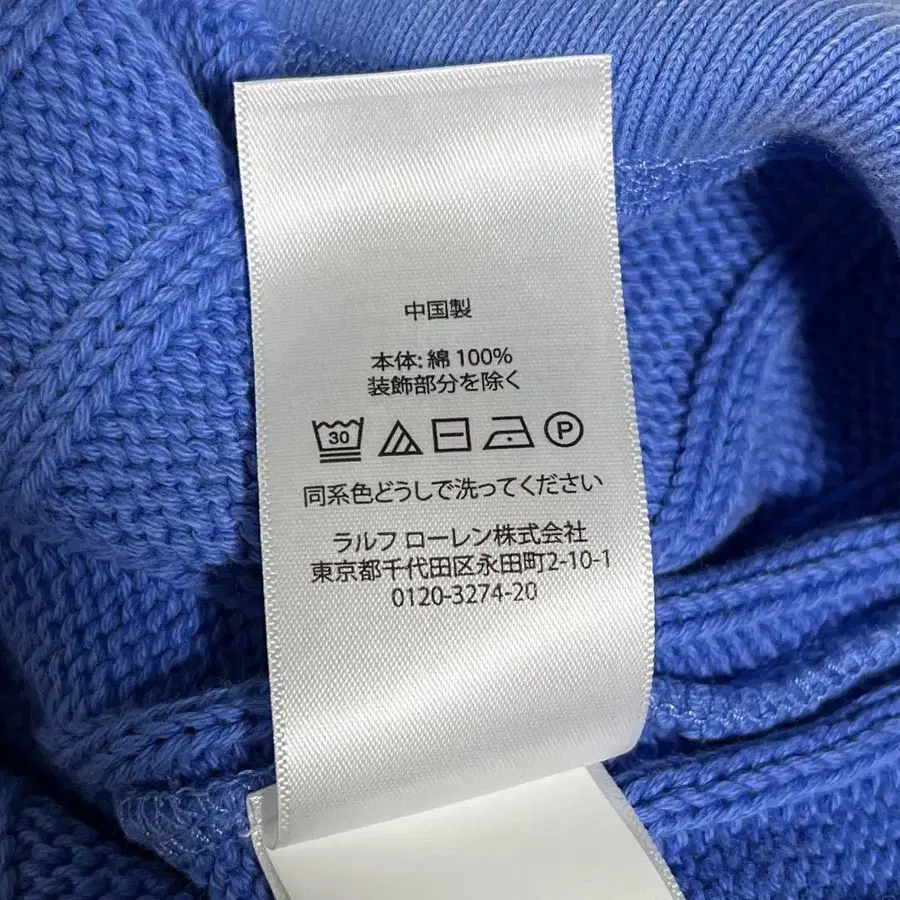 中国製
本体: 綿 100%
装飾部分を除く
30 P
同系色どうしで洗ってください
ラルフ ローレン株式会社
東京都千代田区永田町2-10-1
0120-3274-20